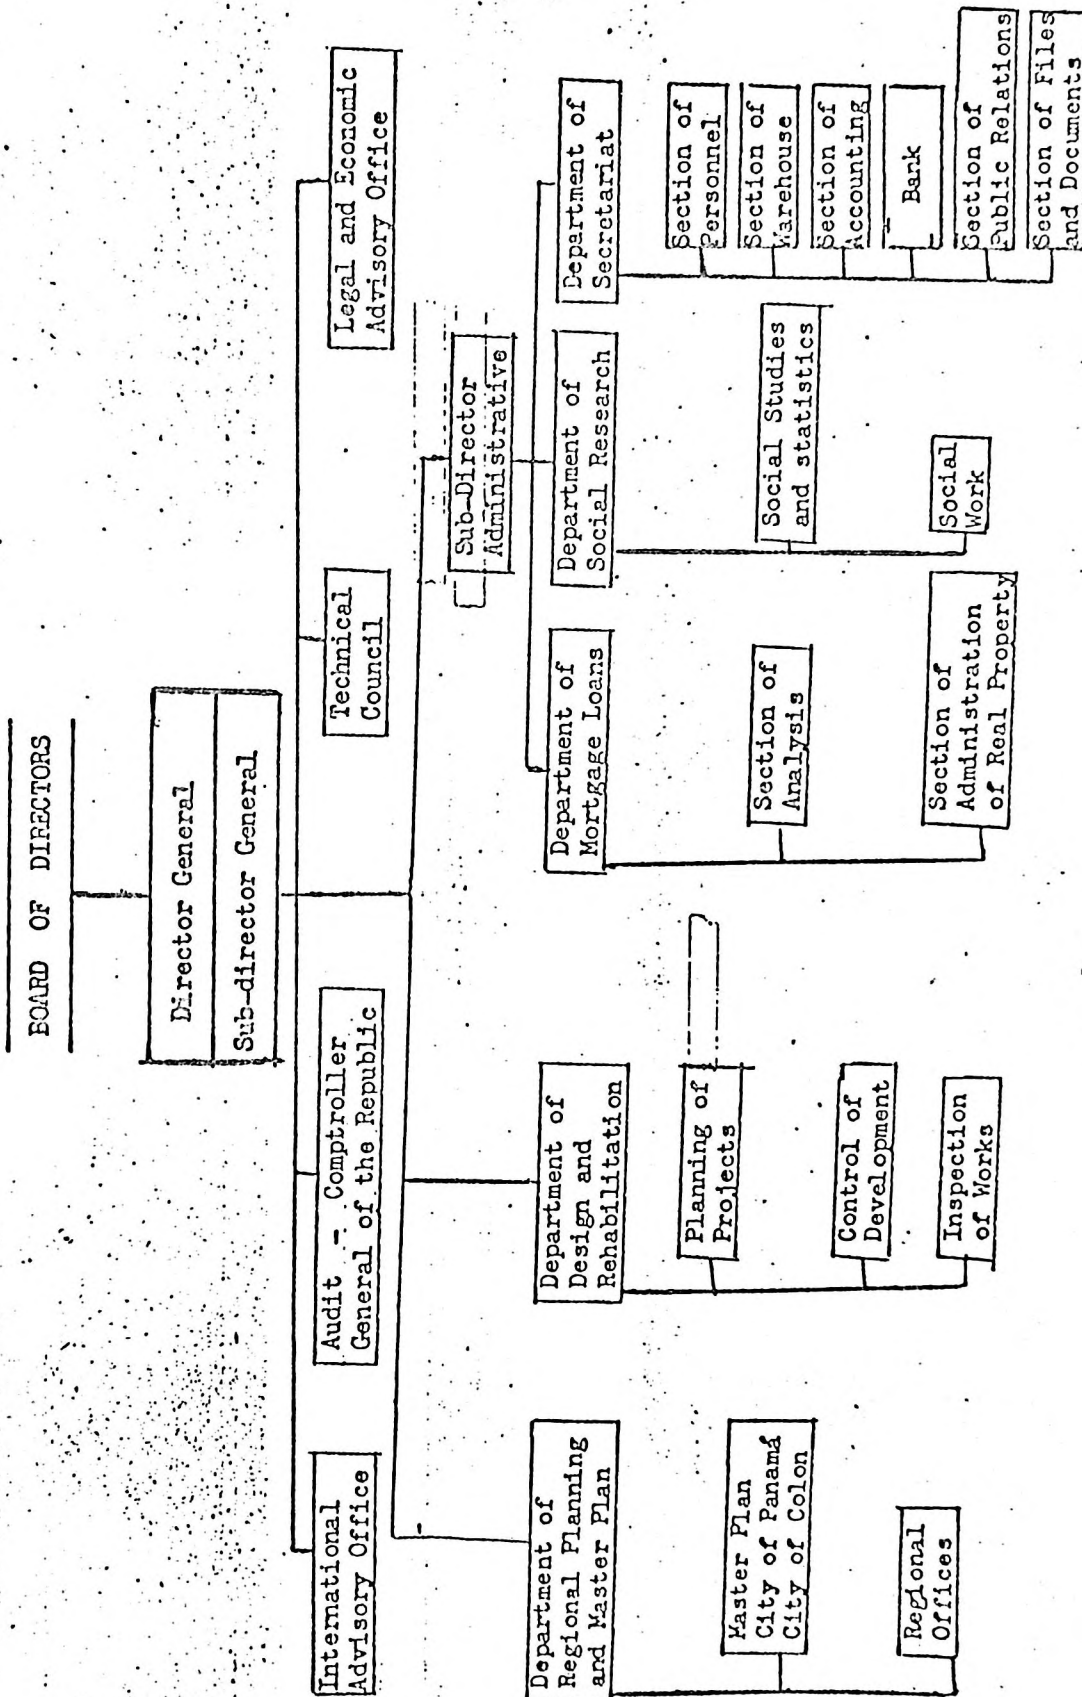 BOARD OF DIRECTORS
Director General
Sub-director General
International
Advisory Office
Audit - Comptroller
General of the Republic
Technical
Council
Legal and Economic
Advisory Office
Sub-Director
Administrative
Department of
Regional Planning
and Master Plan
Department of
Design and
Rehabilitation
Department of
Mortgage Loans
Department of
Social Research
Department of
Secretariat
Master Plan
City of Panamá
City of Colon
Regional
Offices
Planning of
Projects
Control of
Development
Inspection
of Works
Section of
Analysis
Section of
Administration
of Real Property
Social Studies
and statistics
Social
Work
Section of
Personnel
Section of
Warehouse
Section of
Accounting
Bank
Section of
Public Relations
Section of Files
and Documents